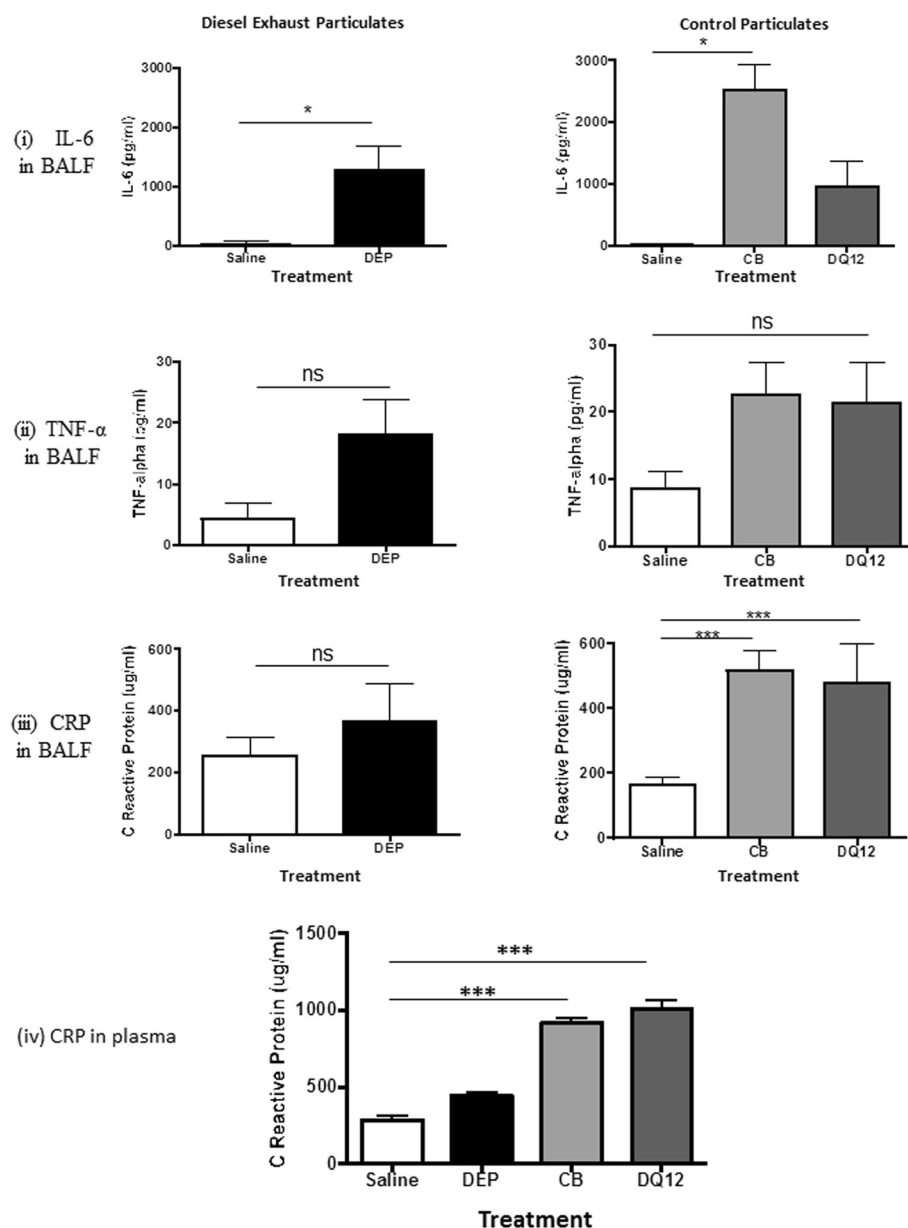 Diesel Exhaust Particulates
Control Particulates
(i) IL-6
in BALF
IL-6 (pg/ml)
3000
2000
1000
0
*
Saline
DEP
Treatment
IL-6 (pg/ml)
3000
2000
1000
0
*
Saline
CB
DQ12
Treatment
(ii) TNF-α
in BALF
TNF-alpha (pg/ml)
30
20
10
0
ns
Saline
DEP
Treatment
TNF-alpha (pg/ml)
30
20
10
0
ns
Saline
CB
DQ12
Treatment
(iii) CRP
in BALF
C Reactive Protein (ug/ml)
600
400
200
0
ns
Saline
DEP
Treatment
C Reactive Protein (ug/ml)
600
400
200
0
***
***
Saline
CB
DQ12
Treatment
(iv) CRP in plasma
C Reactive Protein (ug/ml)
1500
1000
500
0
***
***
Saline
DEP
CB
DQ12
Treatment